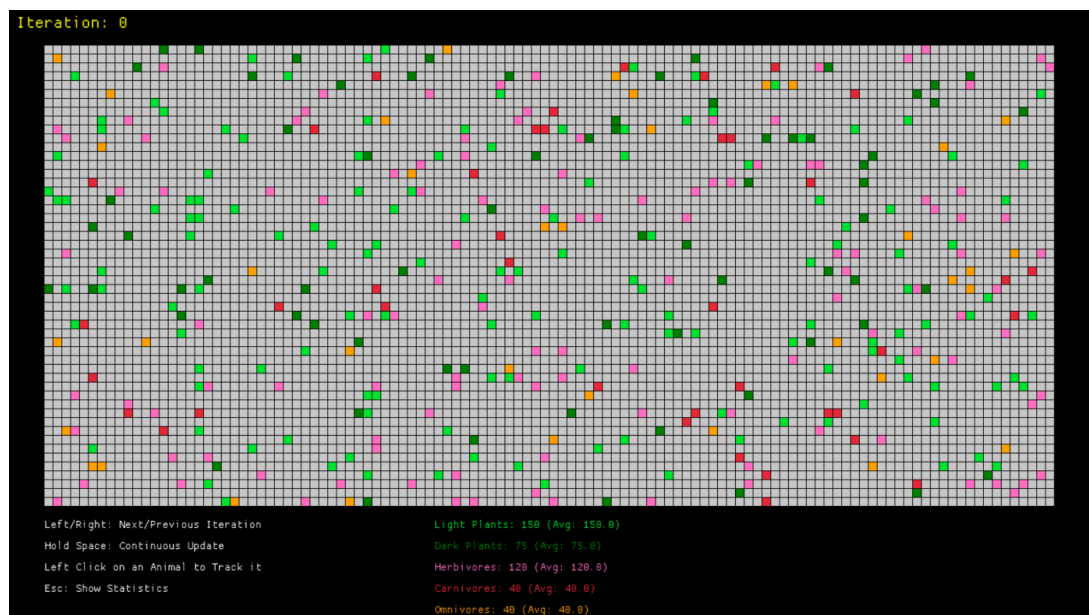 Iteration: 0
Left/Right: Next/Previous Iteration
Hold Space: Continuous Update
Left Click on an Animal to Track it
Esc: Show Statistics
Light Plants: 150 (Avg: 150.0)
Dark Plants: 75 (Avg: 75.0)
Herbivores: 120 (Avg: 120.0)
Carnivores: 40 (Avg: 40.0)
Omnivores: 40 (Avg: 40.0)